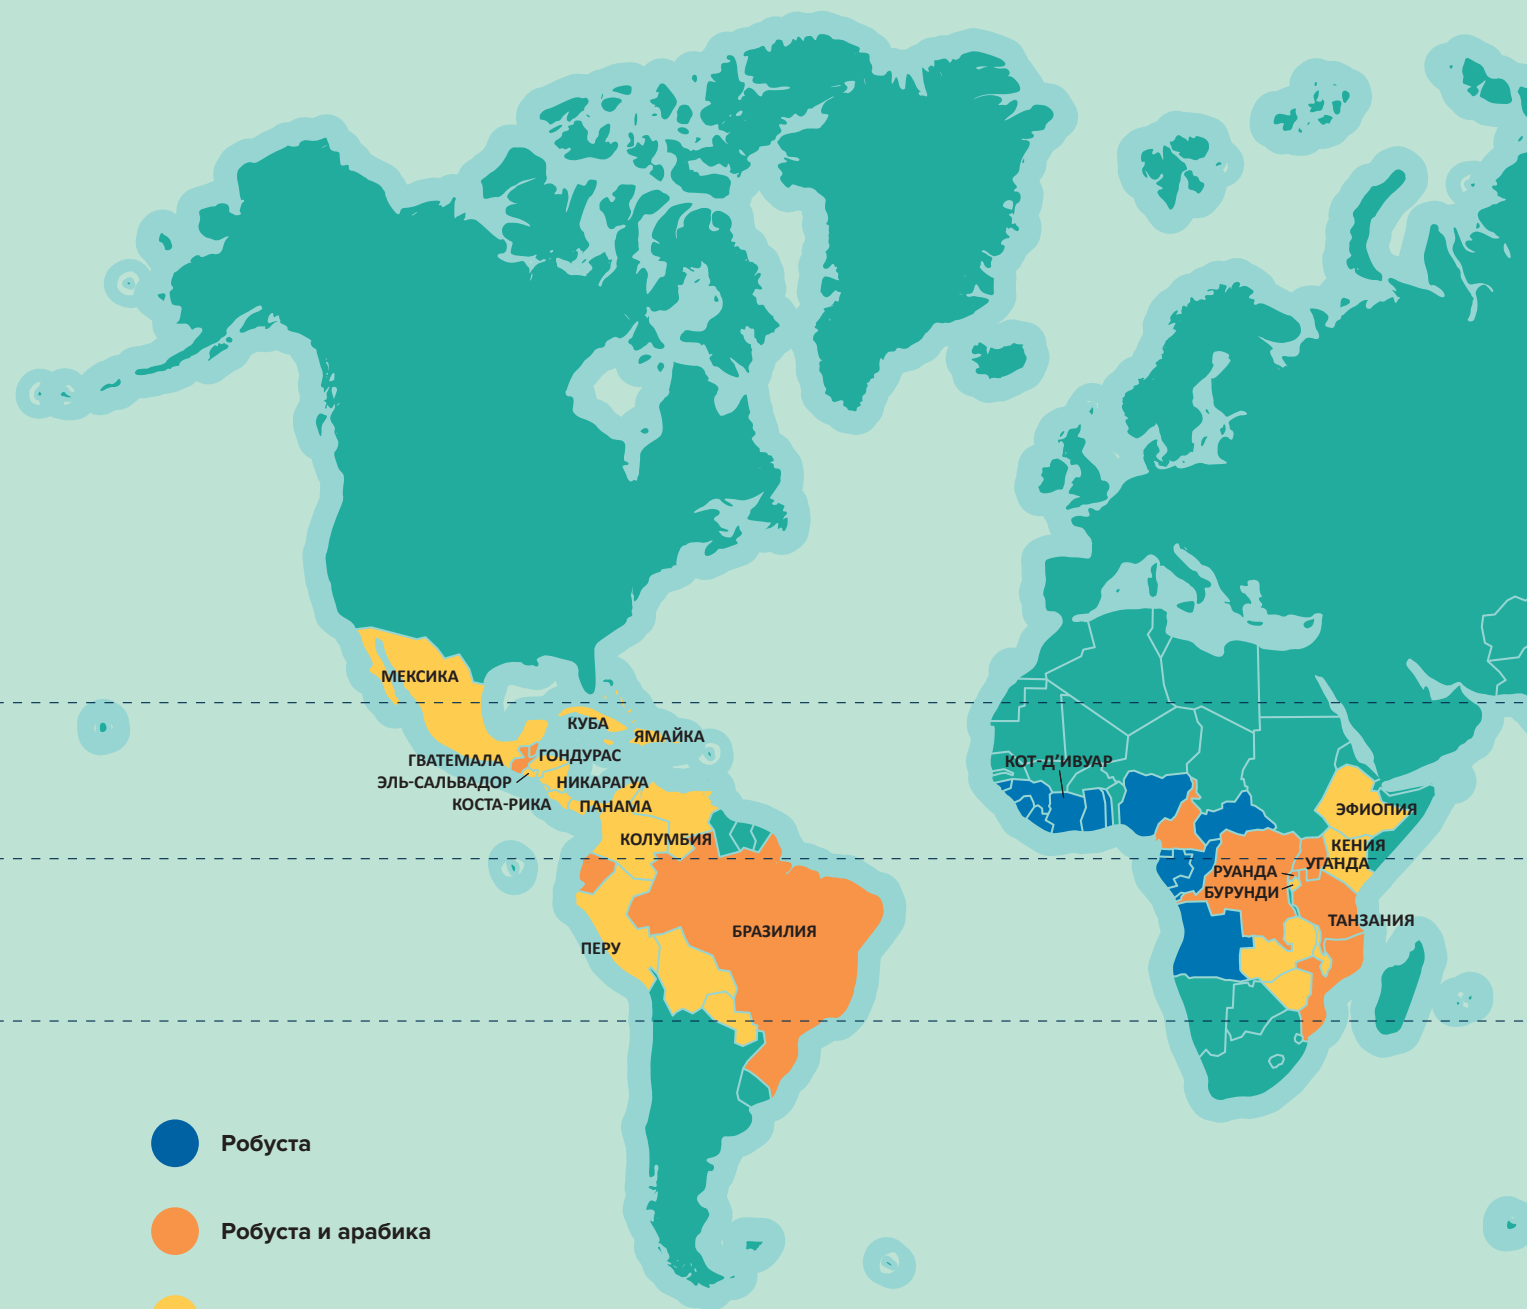 МЕКСИКА
КУБА
ЯМАЙКА
ГВАТЕМАЛА
ГОНДУРАС
ЭЛЬ-САЛЬВАДОР
НИКАРАГУА
КОСТА-РИКА
ПАНАМА
КОЛУМБИЯ
ПЕРУ
БРАЗИЛИЯ
КОТ-Д’ИВУАР
ЭФИОПИЯ
КЕНИЯ
УГАНДА
РУАНДА
БУРУНДИ
ТАНЗАНИЯ
Робуста
Робуста и арабика